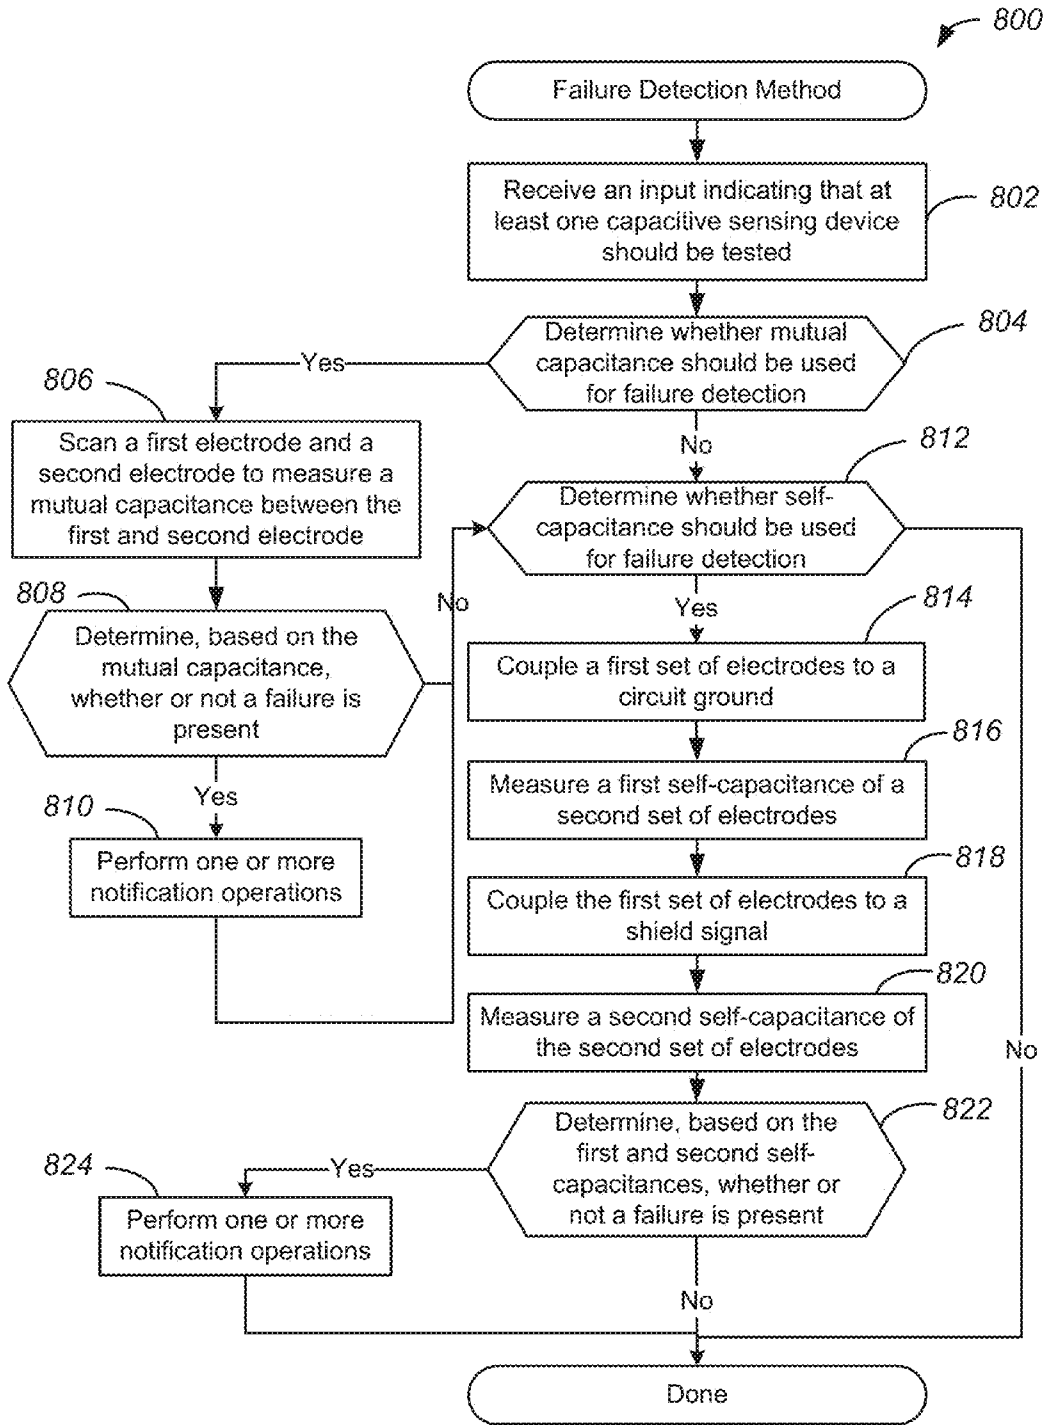 800
Failure Detection Method
Receive an input indicating that at
least one capacitive sensing device
should be tested
802
Determine whether mutual
capacitance should be used
for failure detection
804
Yes
No
806
Scan a first electrode and a
second electrode to measure a
mutual capacitance between the
first and second electrode
812
Determine whether self-
capacitance should be used
for failure detection
808
Determine, based on the
mutual capacitance,
whether or not a failure is
present
No
Yes
814
Couple a first set of electrodes to a
circuit ground
816
Measure a first self-capacitance of a
second set of electrodes
Yes
810
Perform one or more
notification operations
818
Couple the first set of electrodes to a
shield signal
820
Measure a second self-capacitance of
the second set of electrodes
No
822
Determine, based on the
first and second self-
capacitances, whether or
not a failure is present
Yes
824
Perform one or more
notification operations
No
Done